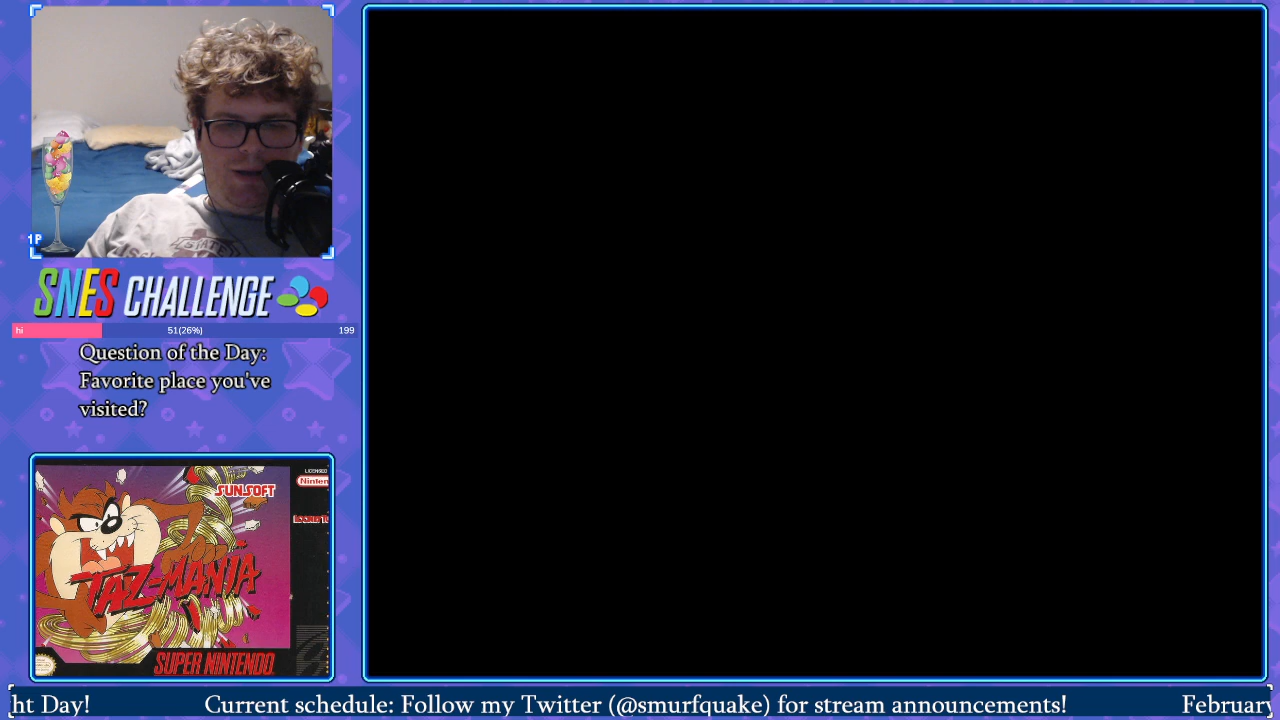 1P
SNES CHALLENGE
hi 51(26%) 199
Question of the Day:
Favorite place you've
visited?
SUNSOFT
TAZ-MANIA
SUPER NINTENDO
ht Day! Current schedule: Follow my Twitter (@smurfquake) for stream announcements! February